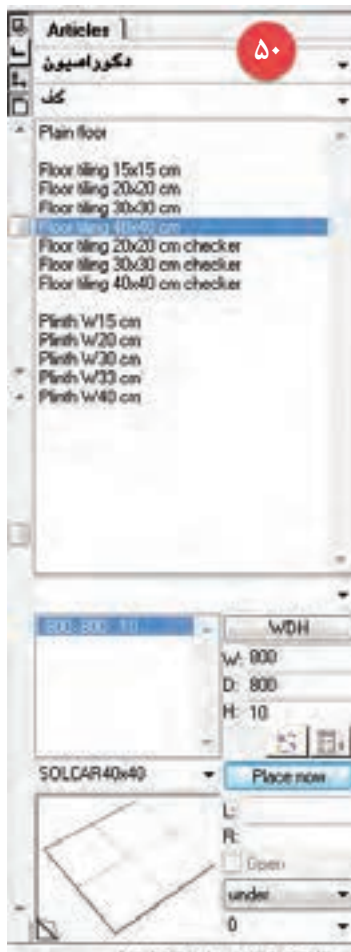 Articles
۵۰
دکوراسیون
کف
Plain floor
Floor tiling 15x15 cm
Floor tiling 20x20 cm
Floor tiling 30x30 cm
Floor tiling 40x40 cm
Floor tiling 20x20 cm checker
Floor tiling 30x30 cm checker
Floor tiling 40x40 cm checker
Plinth W15 cm
Plinth W20 cm
Plinth W30 cm
Plinth W33 cm
Plinth W40 cm
800 800 10
WDH
W: 800
D: 800
H: 10
SOLCAR40x40
Place now
L:
R:
Open
under
0